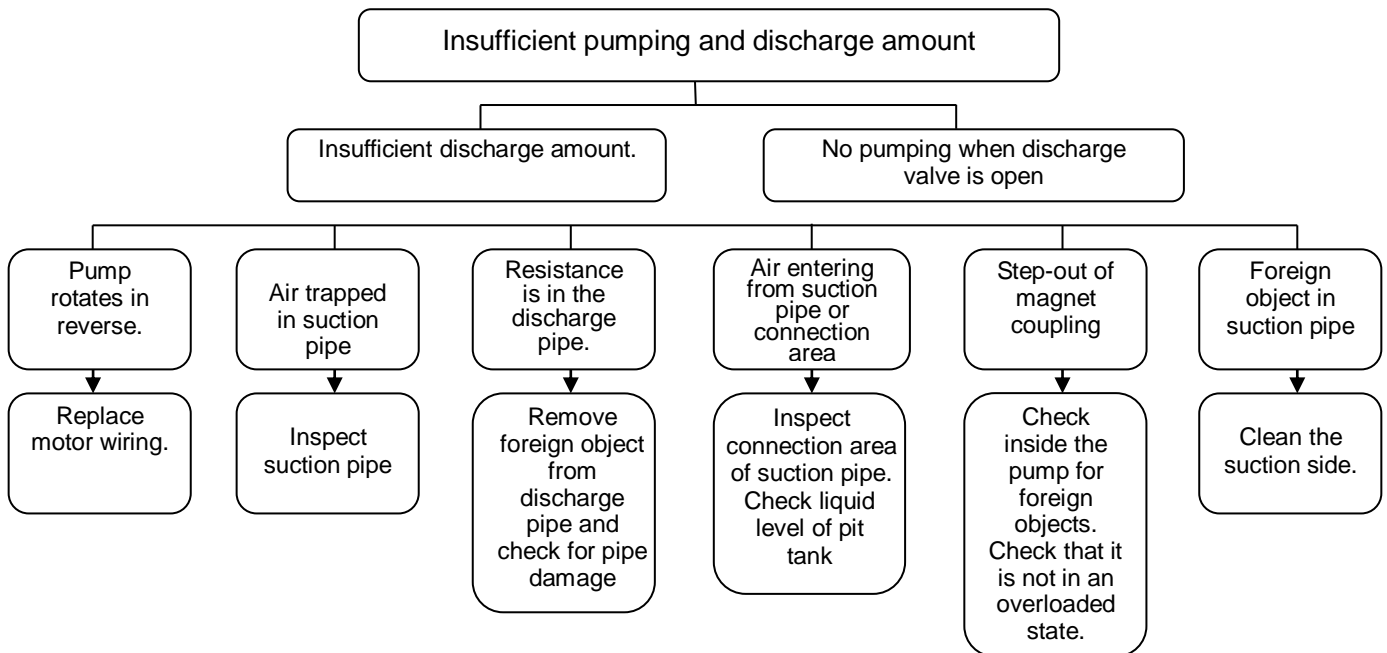 Insufficient pumping and discharge amount
Insufficient discharge amount.
No pumping when discharge
valve is open
Pump
rotates in
reverse.
Air trapped
in suction
pipe
Resistance
is in the
discharge
pipe.
Air entering
from suction
pipe or
connection
area
Step-out of
magnet
coupling
Foreign
object in
suction pipe
Replace
motor wiring.
Inspect
suction pipe
Remove
foreign object
from
discharge
pipe and
check for pipe
damage
Inspect
connection area
of suction pipe.
Check liquid
level of pit
tank
Check
inside the
pump for
foreign
objects.
Check that it
is not in an
overloaded
state.
Clean the
suction side.